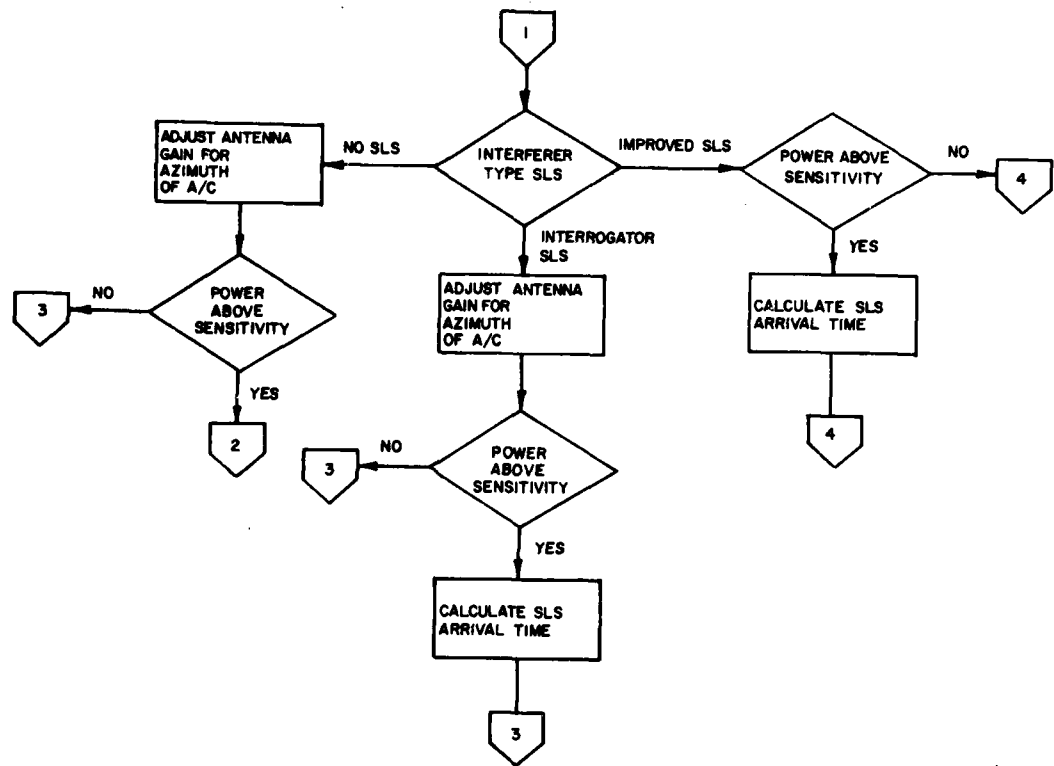 1
INTERFERER
TYPE SLS
NO SLS
ADJUST ANTENNA
GAIN FOR
AZIMUTH
OF A/C
POWER
ABOVE
SENSITIVITY
NO
3
YES
2
INTERROGATOR
SLS
ADJUST ANTENNA
GAIN FOR
AZIMUTH
OF A/C
POWER
ABOVE
SENSITIVITY
NO
3
YES
CALCULATE SLS
ARRIVAL TIME
3
IMPROVED SLS
POWER ABOVE
SENSITIVITY
NO
4
YES
CALCULATE SLS
ARRIVAL TIME
4